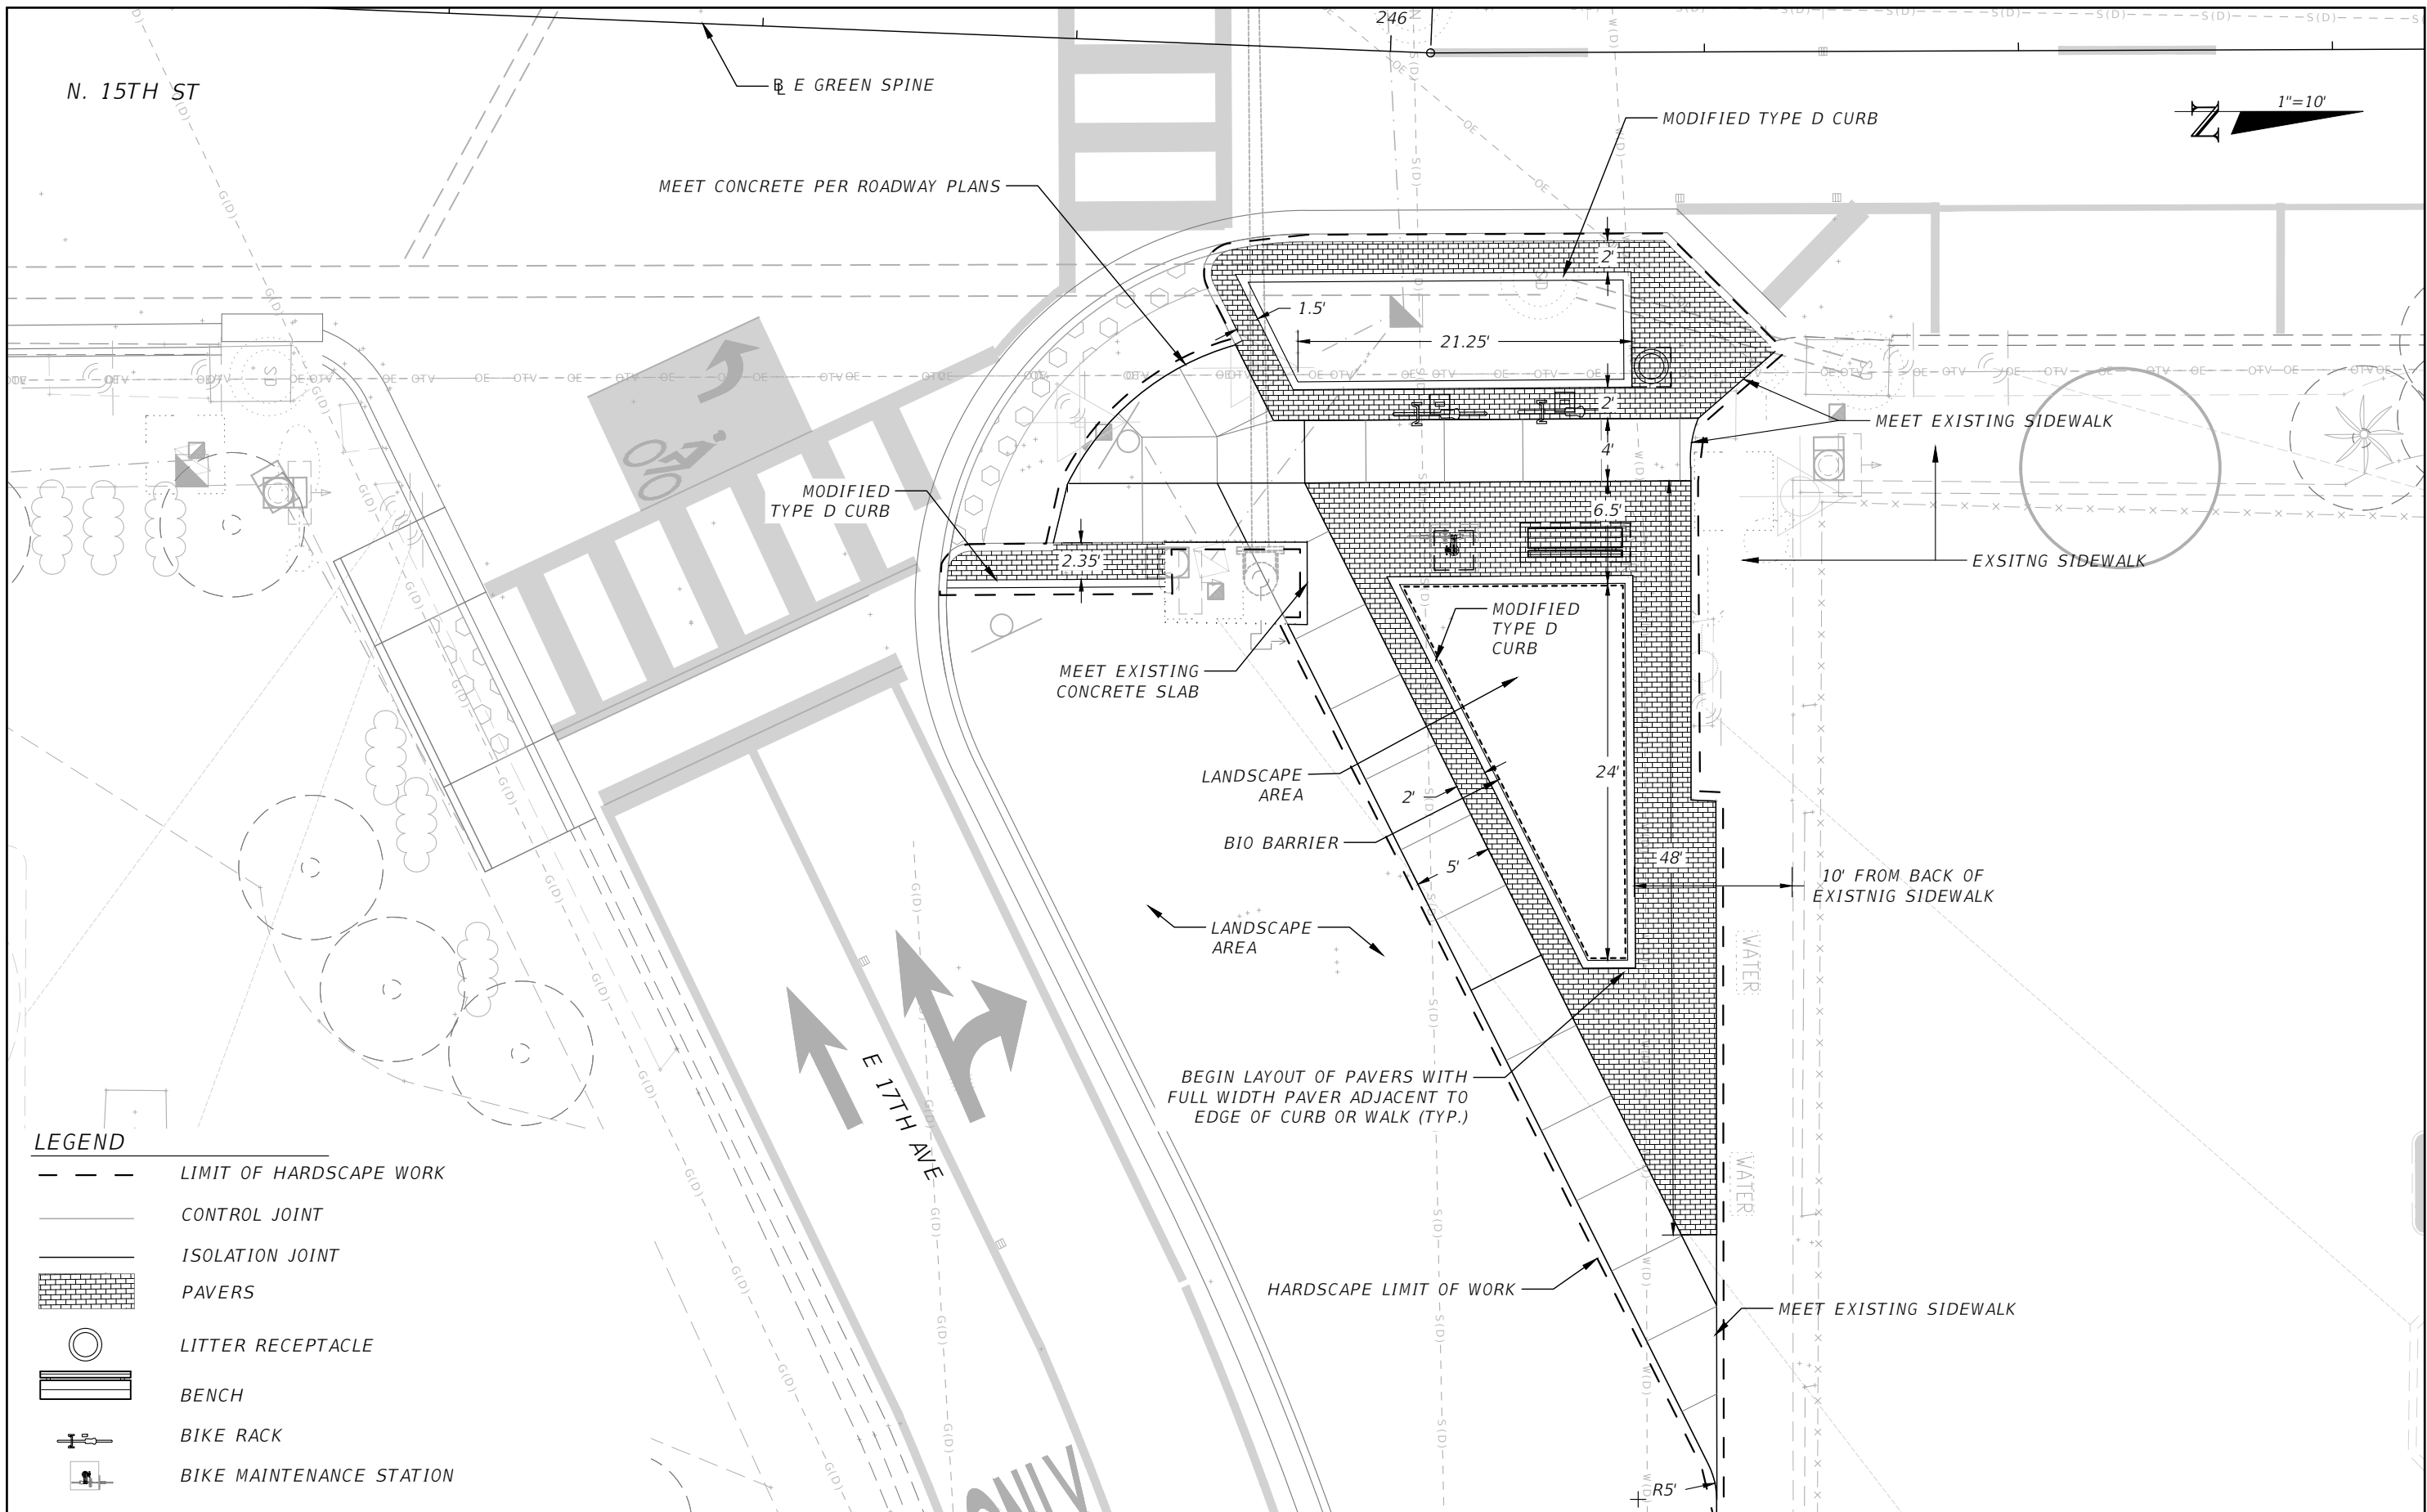 246
N. 15TH ST
BL E GREEN SPINE
N
1"=10'
MODIFIED TYPE D CURB
MEET CONCRETE PER ROADWAY PLANS
2'
1.5'
21.25'
2'
MEET EXISTING SIDEWALK
4'
MODIFIED
TYPE D CURB
6.5'
2.35'
EXSITNG SIDEWALK
MODIFIED
TYPE D
CURB
MEET EXISTING
CONCRETE SLAB
LANDSCAPE
AREA
24'
2'
BIO BARRIER
5'
48'
10' FROM BACK OF
EXISTNIG SIDEWALK
LANDSCAPE
AREA
WATER
BEGIN LAYOUT OF PAVERS WITH
FULL WIDTH PAVER ADJACENT TO
EDGE OF CURB OR WALK (TYP.)
E 17TH AVE
WATER
HARDSCAPE LIMIT OF WORK
MEET EXISTING SIDEWALK
R5'
ONLY
LEGEND
LIMIT OF HARDSCAPE WORK
CONTROL JOINT
ISOLATION JOINT
PAVERS
LITTER RECEPTACLE
BENCH
BIKE RACK
BIKE MAINTENANCE STATION